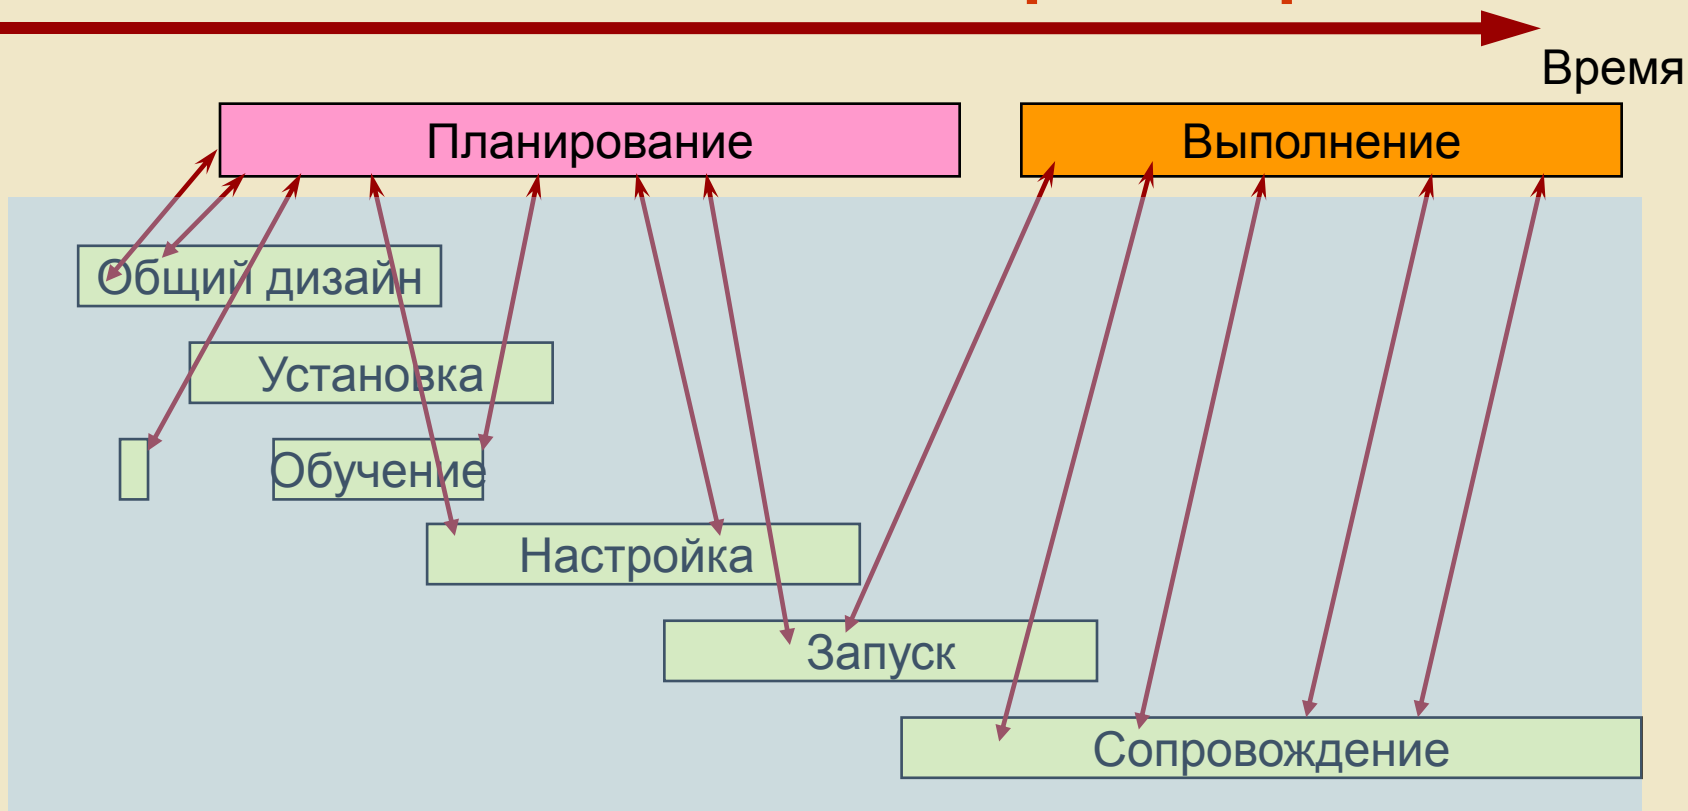 Время
Планирование
Выполнение
Общий дизайн
Установка
Обучение
Настройка
Запуск
Сопровождение